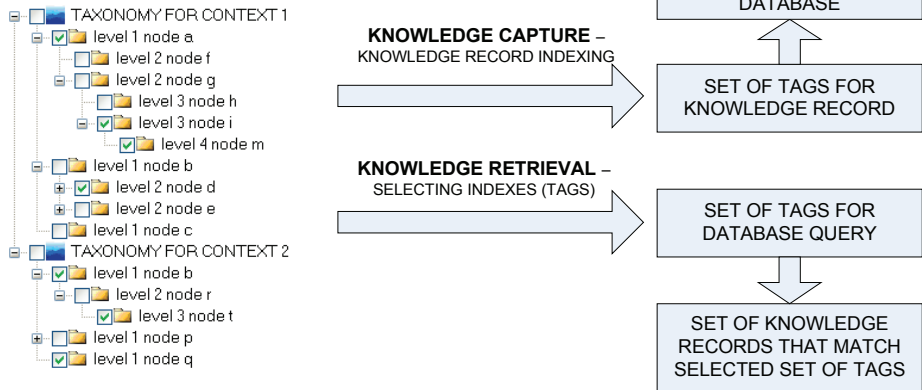 TAXONOMY FOR CONTEXT 1
level 1 node a
level 2 node f
level 2 node g
level 3 node h
level 3 node i
level 4 node m
level 1 node b
level 2 node d
level 2 node e
level 1 node c
TAXONOMY FOR CONTEXT 2
level 1 node b
level 2 node r
level 3 node t
level 1 node p
level 1 node q
KNOWLEDGE CAPTURE –
KNOWLEDGE RECORD INDEXING
KNOWLEDGE RETRIEVAL –
SELECTING INDEXES (TAGS)
DATABASE
SET OF TAGS FOR
KNOWLEDGE RECORD
SET OF TAGS FOR
DATABASE QUERY
SET OF KNOWLEDGE
RECORDS THAT MATCH
SELECTED SET OF TAGS